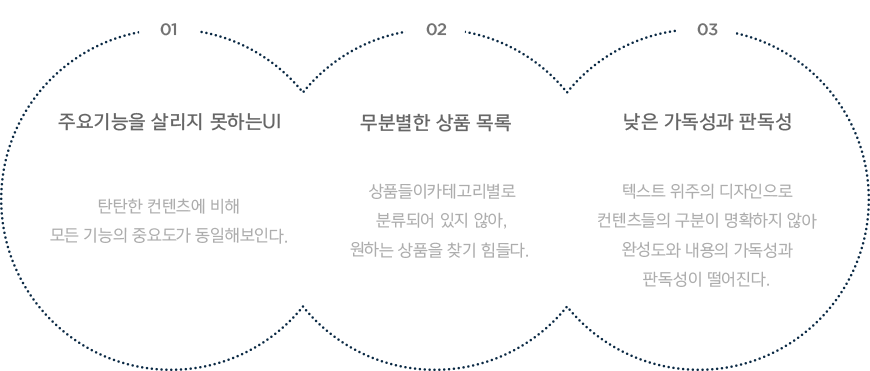 01
주요기능을 살리지 못하는UI
탄탄한 컨텐츠에 비해
모든 기능의 중요도가 동일해보인다.
02
무분별한 상품 목록
상품들이카테고리별로
분류되어 있지 않아,
원하는 상품을 찾기 힘들다.
03
낮은 가독성과 판독성
텍스트 위주의 디자인으로
컨텐츠들의 구분이 명확하지 않아
완성도와 내용의 가독성과
판독성이 떨어진다.